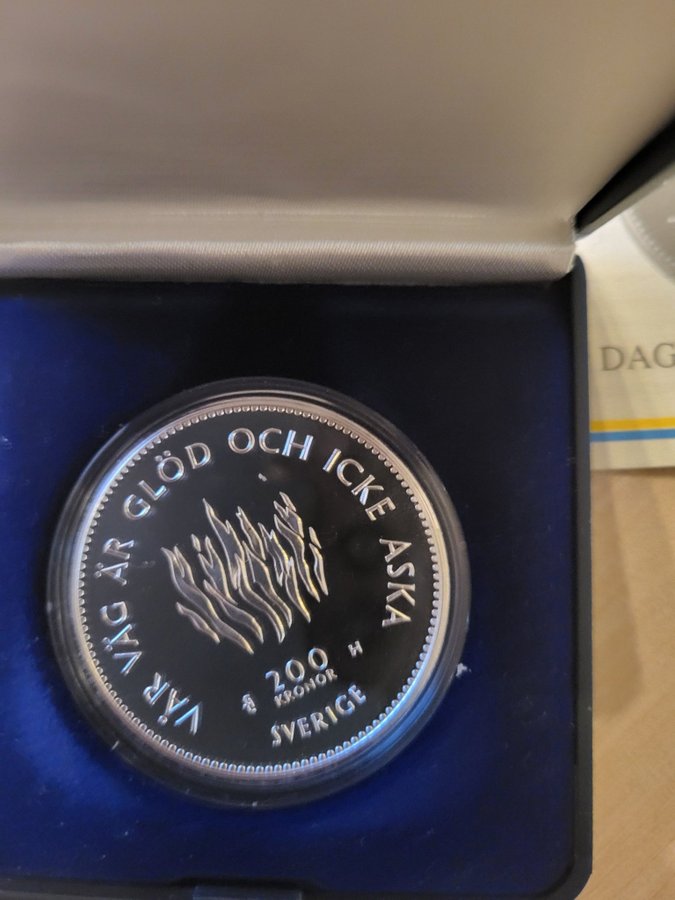 VÅR VÄG ÄR GLÖD OCH ICKE ASKA
200
KRONOR
H
SVERIGE
DAG